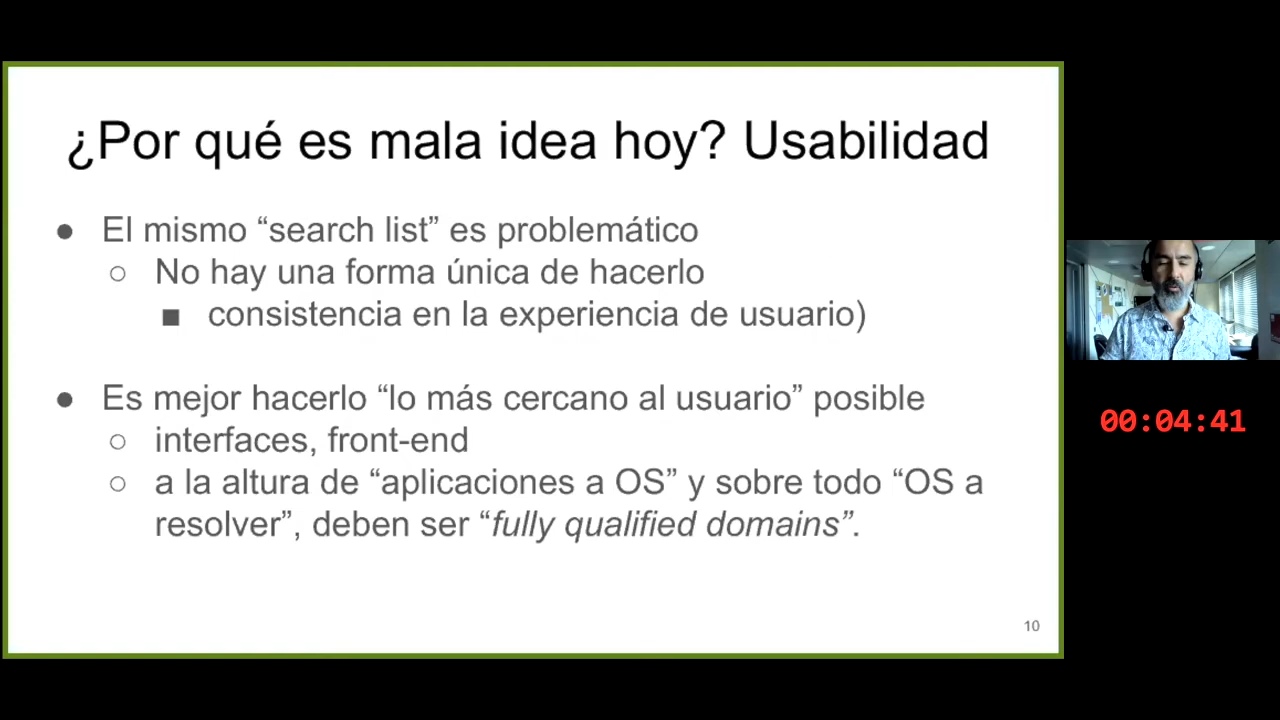 ¿Por qué es mala idea hoy? Usabilidad
● El mismo “search list” es problemático
○ No hay una forma única de hacerlo
■ consistencia en la experiencia de usuario)
● Es mejor hacerlo “lo más cercano al usuario” posible
○ interfaces, front-end
○ a la altura de “aplicaciones a OS” y sobre todo “OS a
resolver”, deben ser “fully qualified domains”.
10
00:04:41